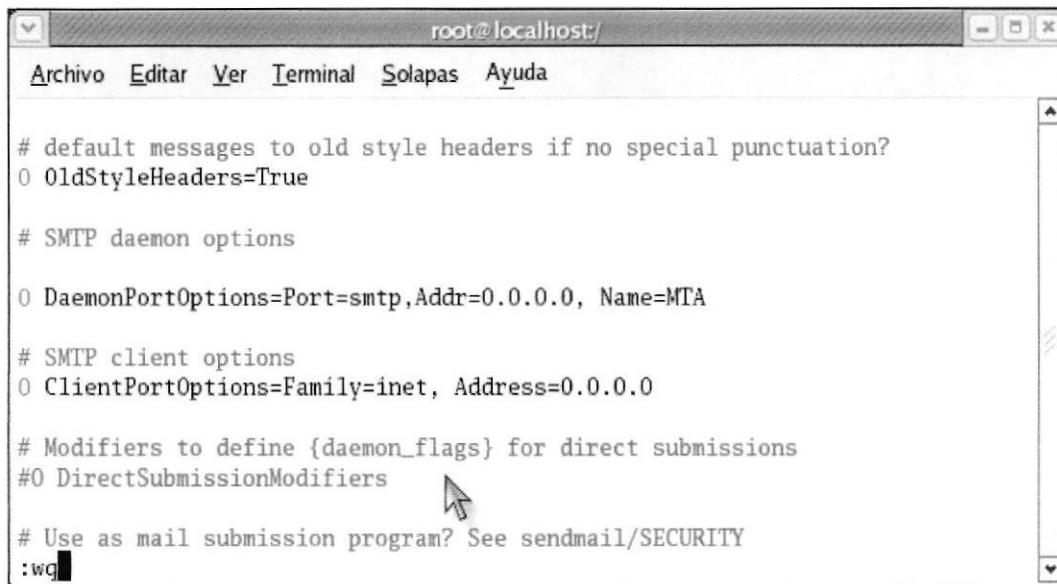 root@localhost:/
Archivo Editar Ver Terminal Solapas Ayuda
# default messages to old style headers if no special punctuation?
O OldStyleHeaders=True
# SMTP daemon options
O DaemonPortOptions=Port=smtp,Addr=0.0.0.0, Name=MTA
# SMTP client options
O ClientPortOptions=Family=inet, Address=0.0.0.0
# Modifiers to define {daemon_flags} for direct submissions
#O DirectSubmissionModifiers
# Use as mail submission program? See sendmail/SECURITY
:wq